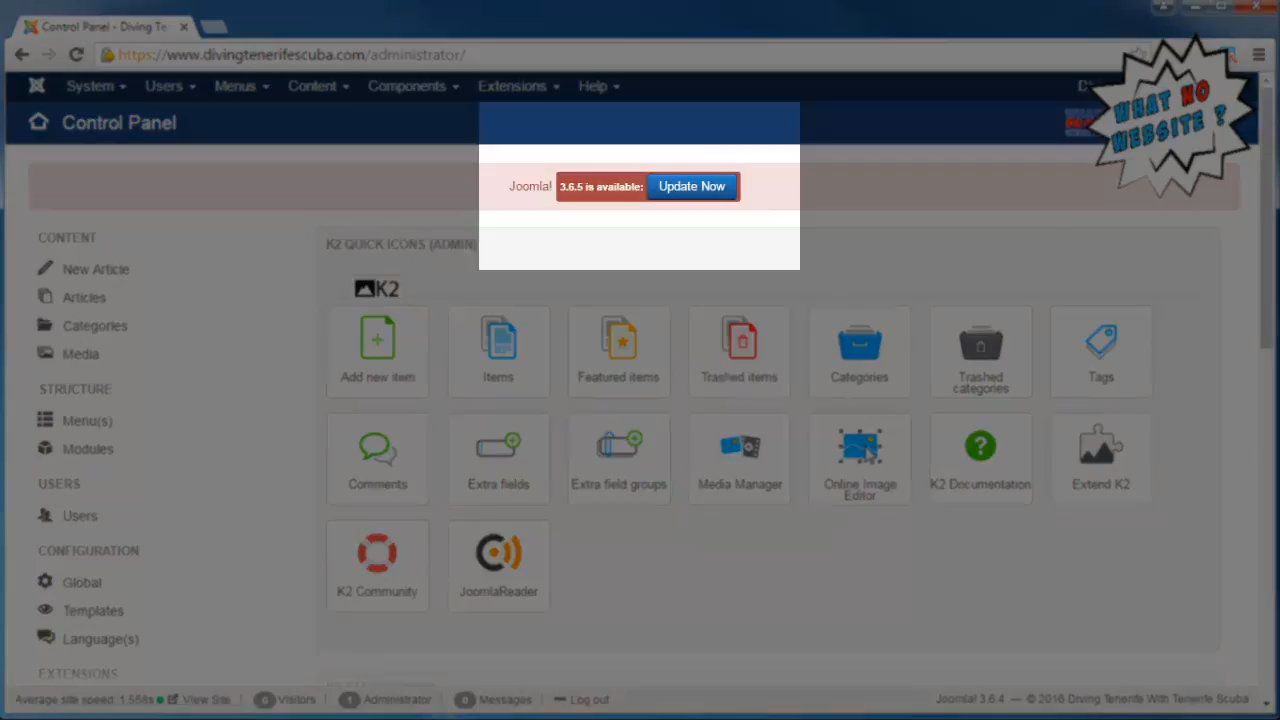 Control Panel - Diving Te
https://www.divingtenerifescuba.com/administrator/
System Users Menus Content Components Extensions Help
Control Panel
WHAT NO
WEBSITE ?
Joomla! 3.6.5 is available: Update Now
CONTENT
New Article
Articles
Categories
Media
STRUCTURE
Menu(s)
Modules
USERS
Users
CONFIGURATION
Global
Templates
Language(s)
EXTENSIONS
K2 QUICK ICONS (ADMIN)
K2
Add new item
Items
Featured items
Trashed items
Categories
Trashed
categories
Tags
Comments
Extra fields
Extra field groups
Media Manager
Online Image
Editor
K2 Documentation
Extend K2
K2 Community
JoomlaReader
Average site speed: 1.558s View Site 0 Visitors 1 Administrator 0 Messages Log out
Joomla! 3.6.4 — © 2016 Diving Tenerife With Tenerife Scuba